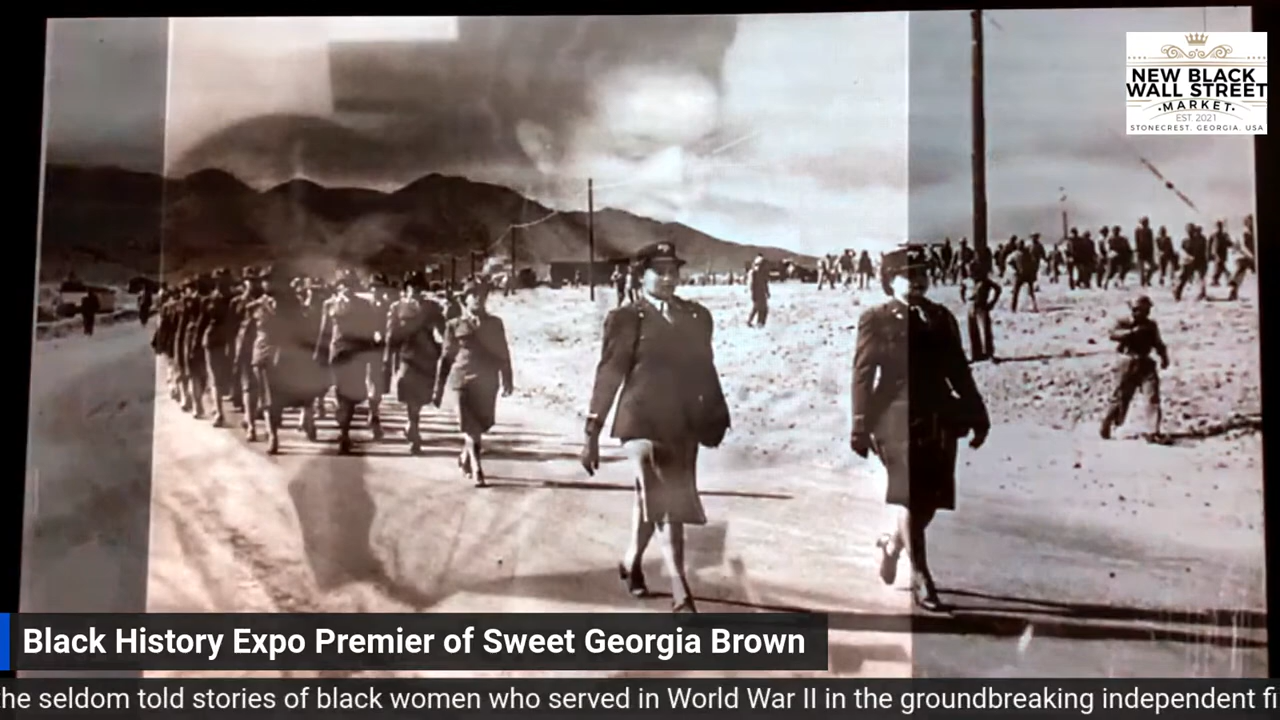 NEW BLACK
WALL STREET
MARKET
EST. 2021
STONECREST, GEORGIA, USA
Black History Expo Premier of Sweet Georgia Brown
he seldom told stories of black women who served in World War II in the groundbreaking independent fi